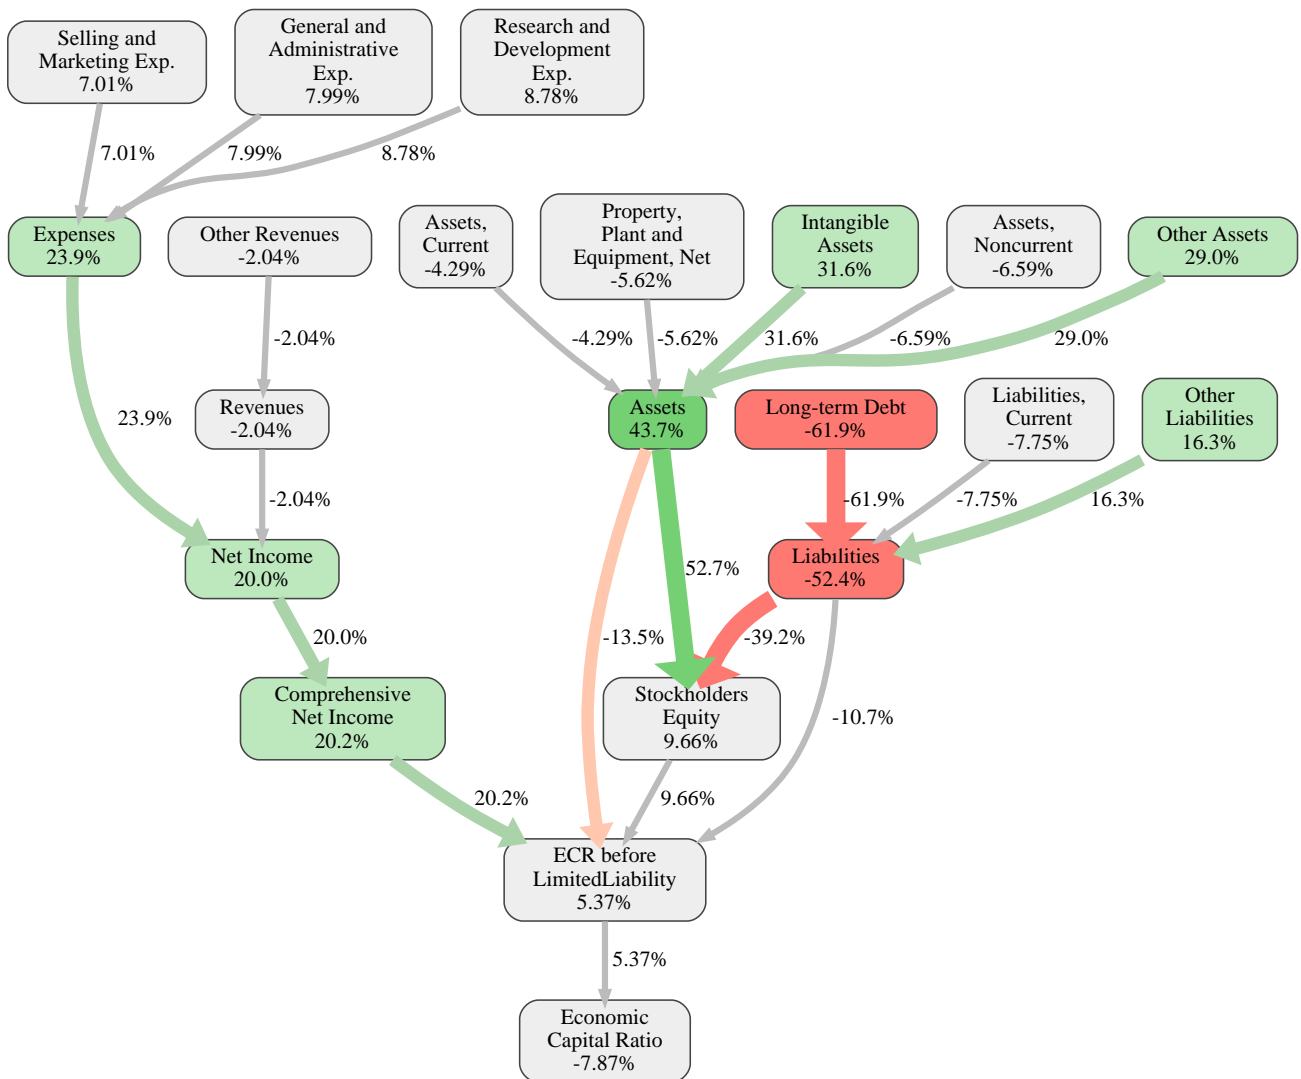 Selling and
Marketing Exp.
7.01%
General and
Administrative
Exp.
7.99%
Research and
Development
Exp.
8.78%
7.01%
7.99%
8.78%
Expenses
23.9%
Other Revenues
-2.04%
Assets,
Current
-4.29%
Property,
Plant and
Equipment, Net
-5.62%
Intangible
Assets
31.6%
Assets,
Noncurrent
-6.59%
Other Assets
29.0%
-2.04%
-4.29%
-5.62%
31.6%
-6.59%
29.0%
23.9%
Revenues
-2.04%
Assets
43.7%
Long-term Debt
-61.9%
Liabilities,
Current
-7.75%
Other
Liabilities
16.3%
-2.04%
-61.9%
-7.75%
16.3%
Net Income
20.0%
52.7%
Liabilities
-52.4%
20.0%
-13.5%
-39.2%
Comprehensive
Net Income
20.2%
Stockholders
Equity
9.66%
-10.7%
20.2%
9.66%
ECR before
LimitedLiability
5.37%
5.37%
Economic
Capital Ratio
-7.87%